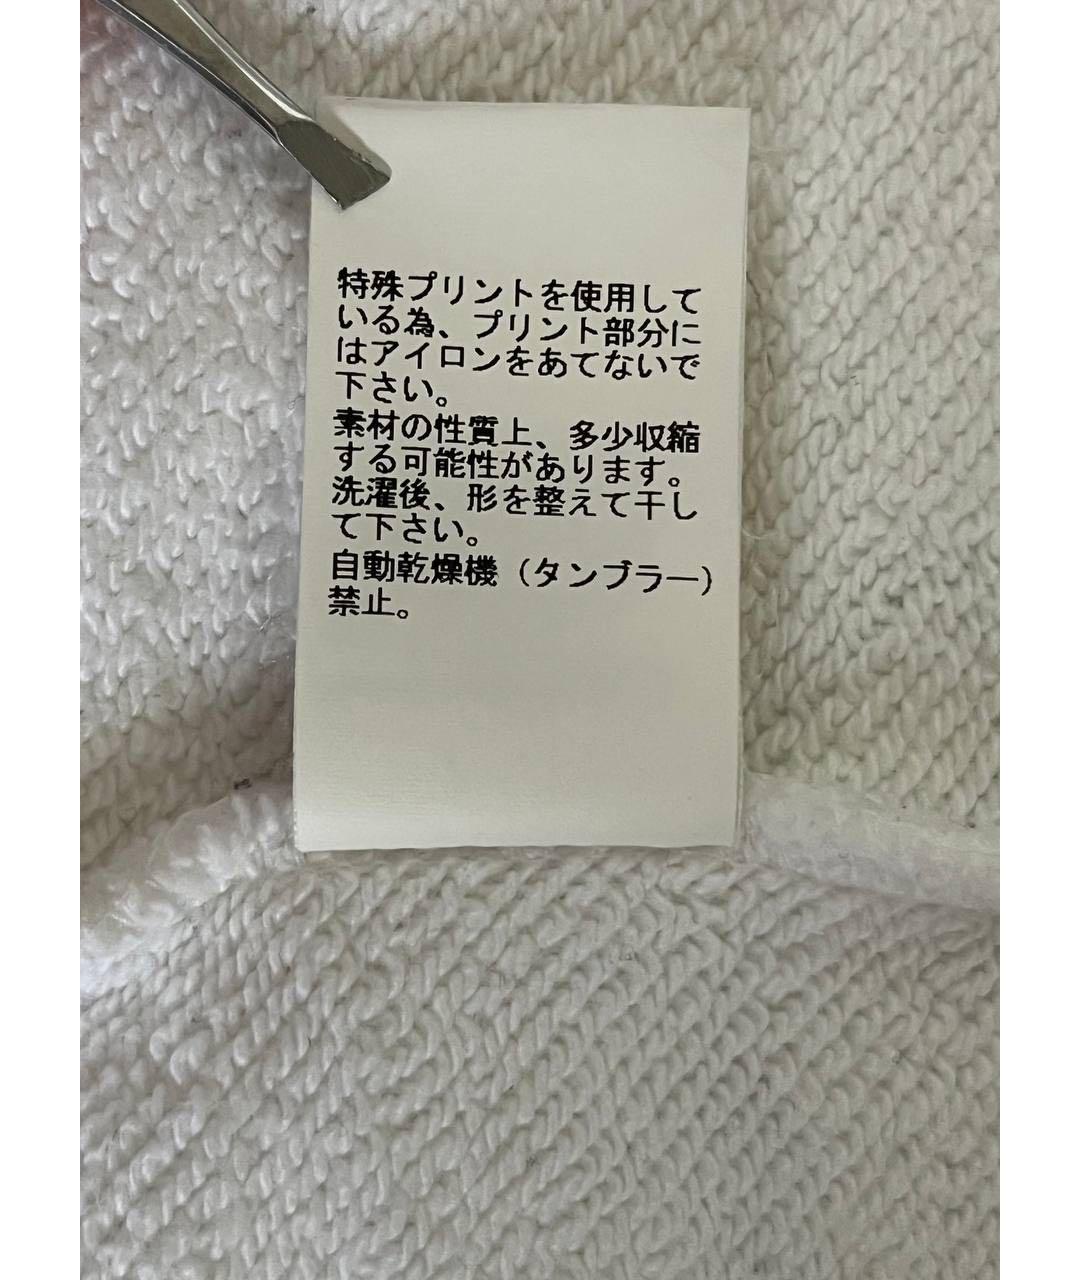 特殊プリントを使用して
いる為、プリント部分に
はアイロンをあてないで
下さい。
素材の性質上、多少収縮
する可能性があります。
洗濯後、形を整えて干し
て下さい。
自動乾燥機（タンブラー）
禁止。